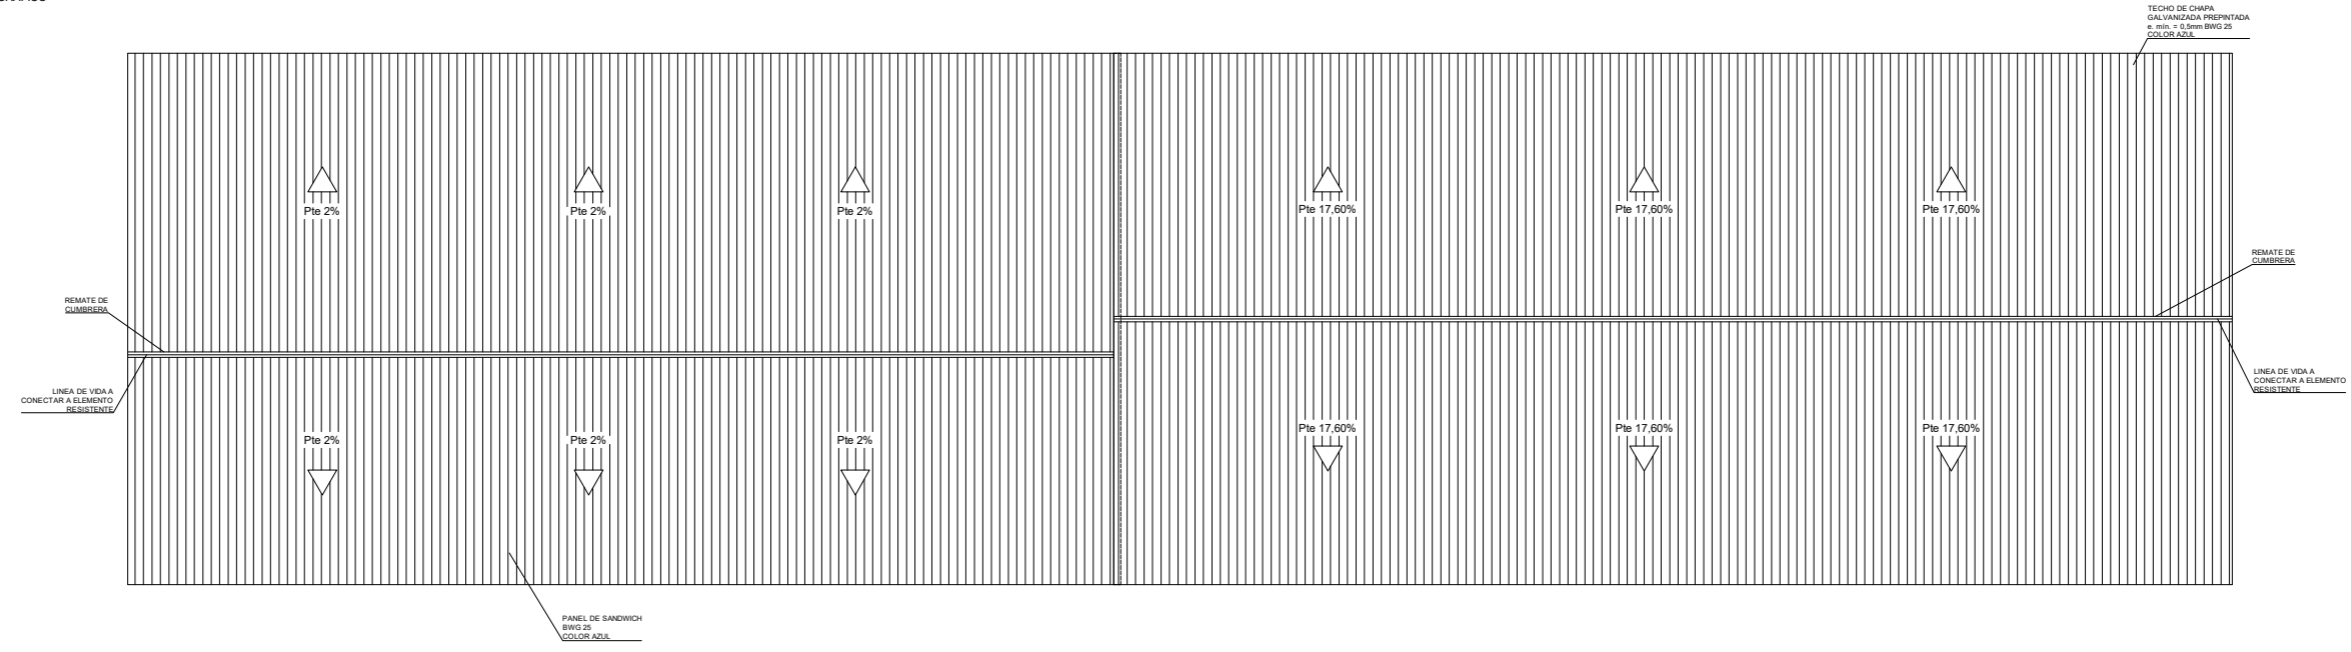 TECHO DE CHAPA
GALVANIZADA PREPINTADA
e. min. = 0,5mm BWG 25
COLOR AZUL
Pte 2%
Pte 2%
Pte 2%
Pte 17,60%
Pte 17,60%
Pte 17,60%
REMATE DE
CUMBRERA
REMATE DE
CUMBRERA
LINEA DE VIDA A
CONECTAR A ELEMENTO
RESISTENTE
LINEA DE VIDA A
CONECTAR A ELEMENTO
RESISTENTE
Pte 2%
Pte 2%
Pte 2%
Pte 17,60%
Pte 17,60%
Pte 17,60%
PANEL DE SANDWICH
BWG 25
COLOR AZUL